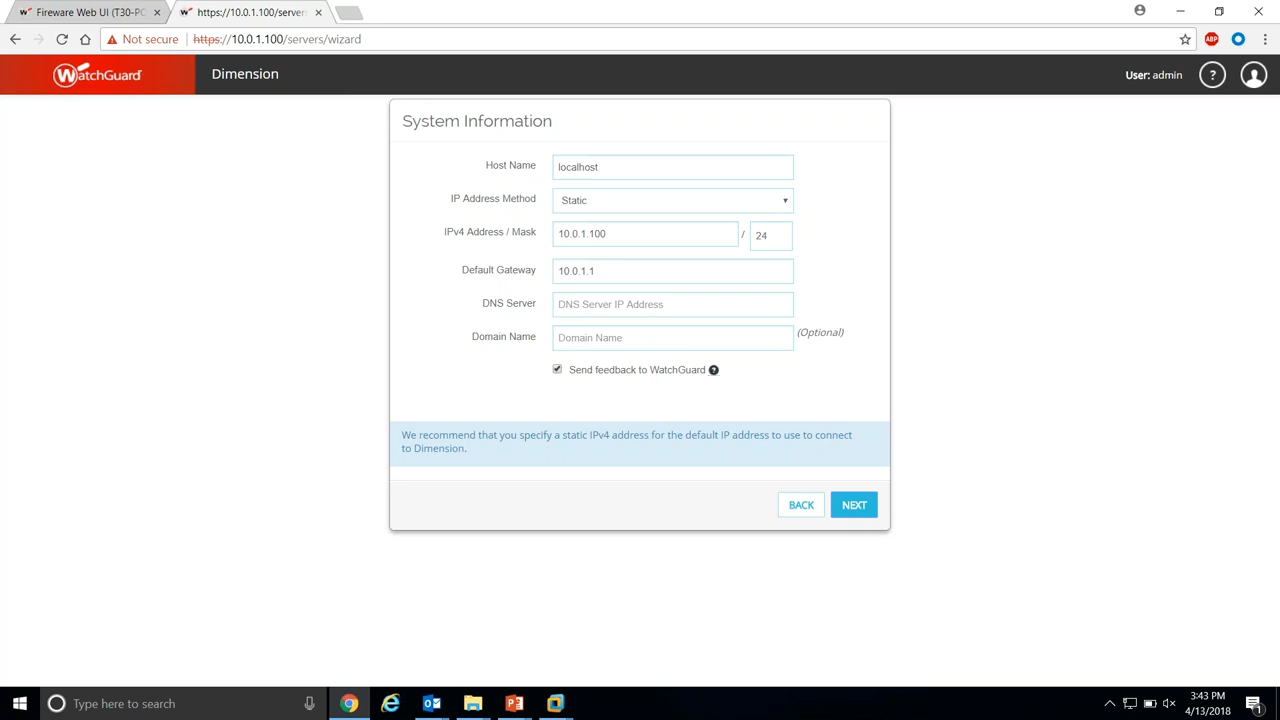 Fireware Web UI (T30-PC
https://10.0.1.100/server
Not secure
https://10.0.1.100/servers/wizard
ABP
WatchGuard
Dimension
User: admin
?
System Information
Host Name
localhost
IP Address Method
Static
IPv4 Address / Mask
10.0.1.100
/
24
Default Gateway
10.0.1.1
DNS Server
DNS Server IP Address
Domain Name
Domain Name
(Optional)
Send feedback to WatchGuard ?
We recommend that you specify a static IPv4 address for the default IP address to use to connect
to Dimension.
BACK
NEXT
Type here to search
3:43 PM
4/13/2018
1